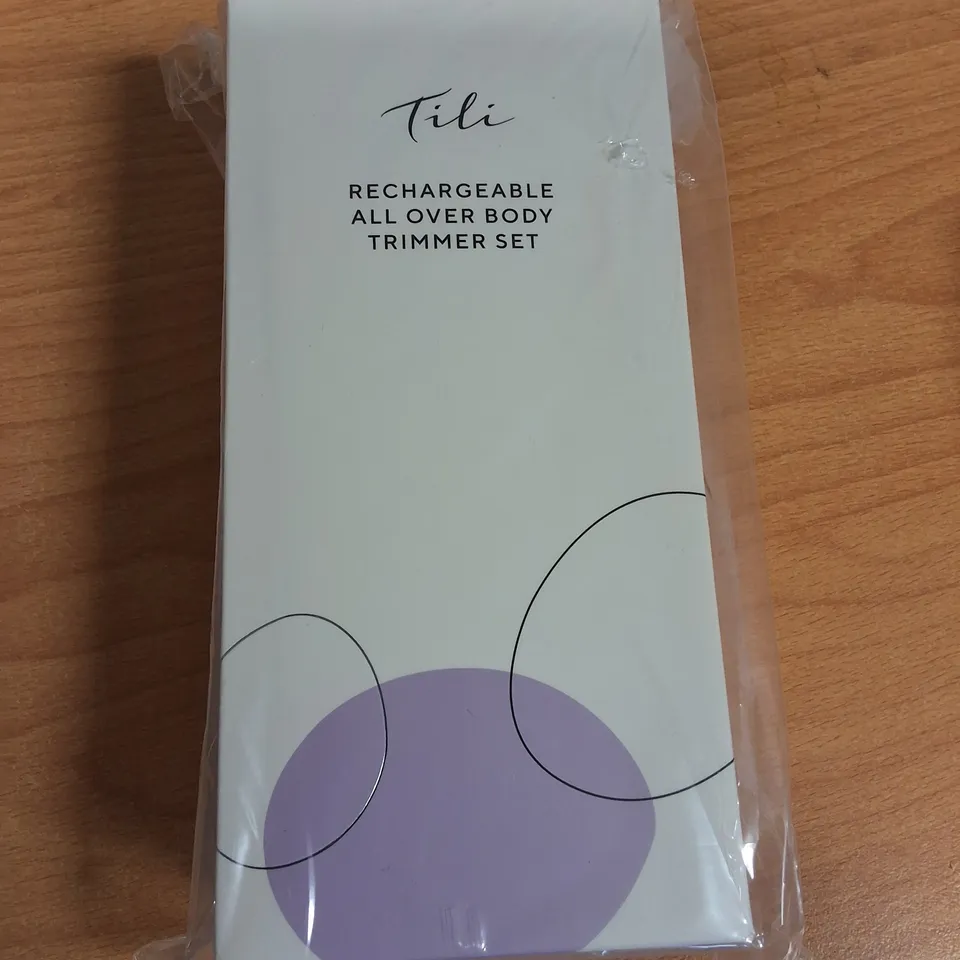 Tili
RECHARGEABLE
ALL OVER BODY
TRIMMER SET